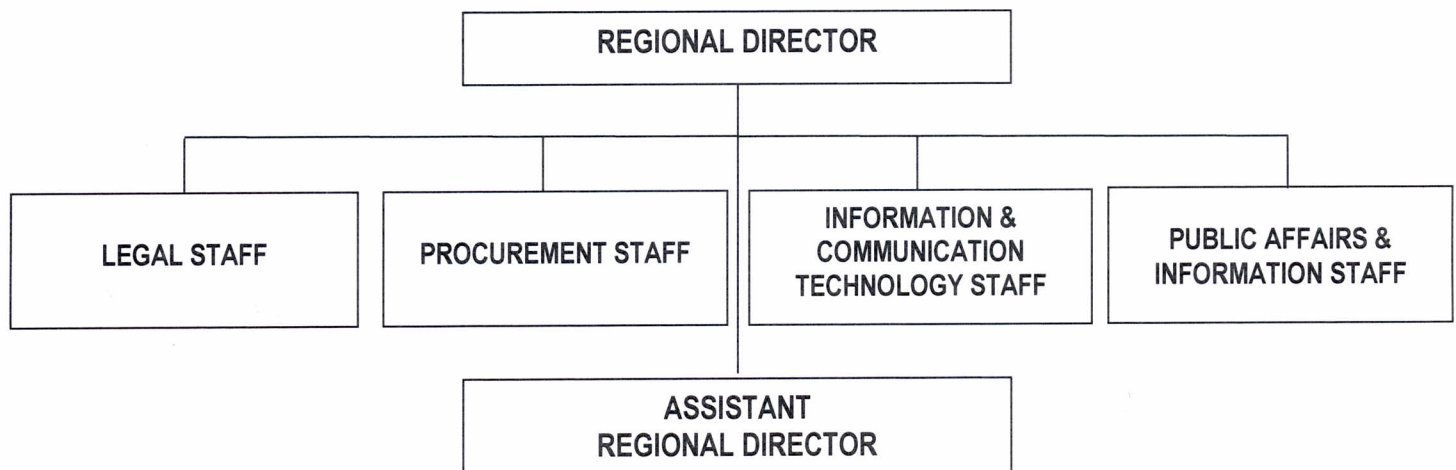 REGIONAL DIRECTOR
LEGAL STAFF
PROCUREMENT STAFF
INFORMATION &
COMMUNICATION
TECHNOLOGY STAFF
PUBLIC AFFAIRS &
INFORMATION STAFF
ASSISTANT
REGIONAL DIRECTOR